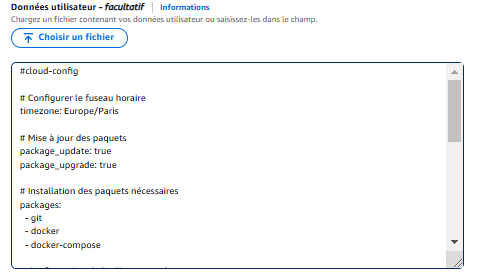 Données utilisateur - facultatif | Informations
Chargez un fichier contenant vos données utilisateur ou saisissez-les dans le champ.
Choisir un fichier
#cloud-config
# Configurer le fuseau horaire
timezone: Europe/Paris
# Mise à jour des paquets
package_update: true
package_upgrade: true
# Installation des paquets nécessaires
packages:
- git
- docker
- docker-compose